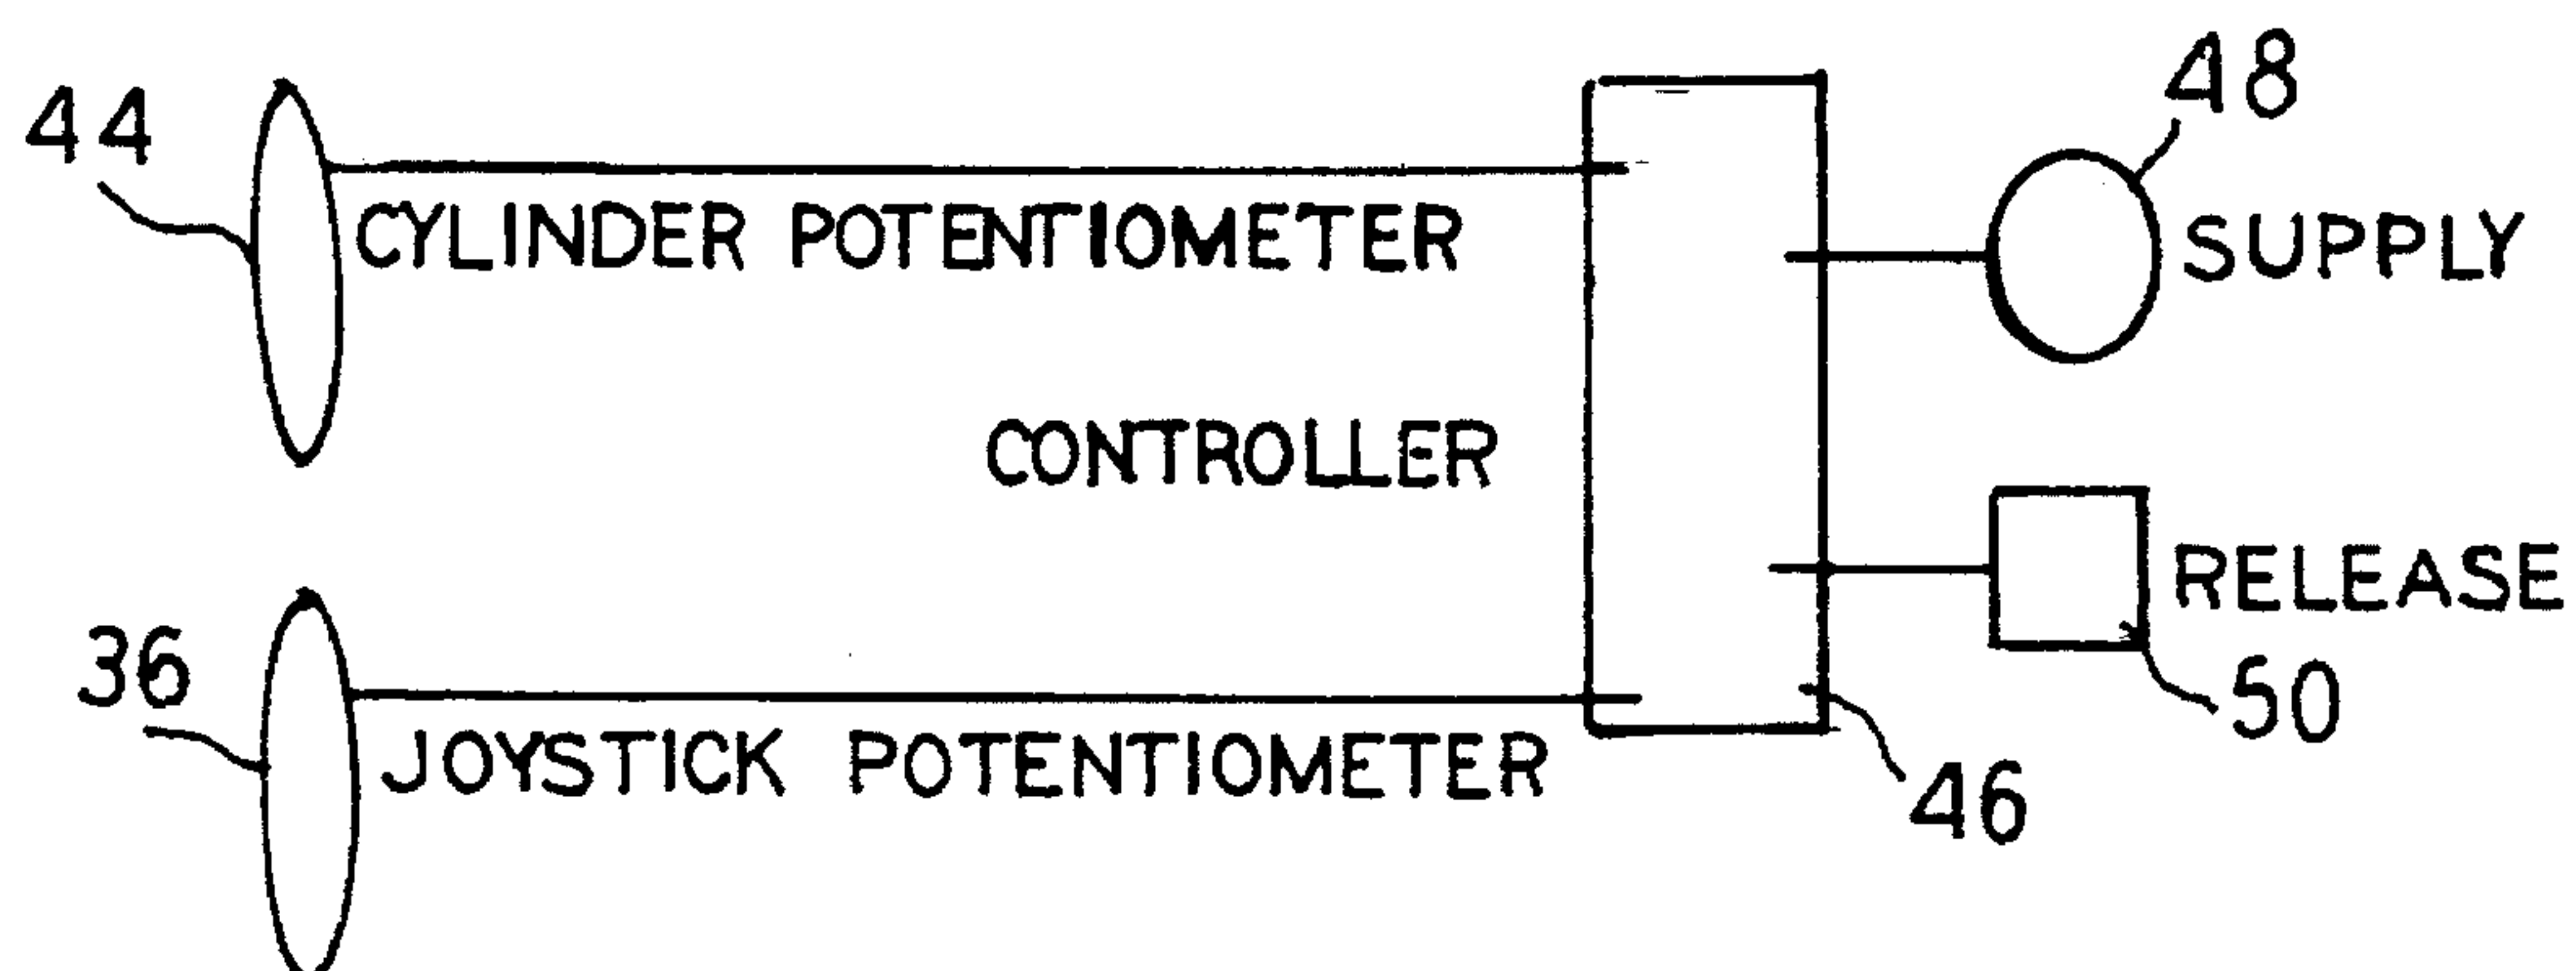 48
44
CYLINDER POTENTIOMETER
SUPPLY
CONTROLLER
RELEASE
36
50
JOYSTICK POTENTIOMETER
46